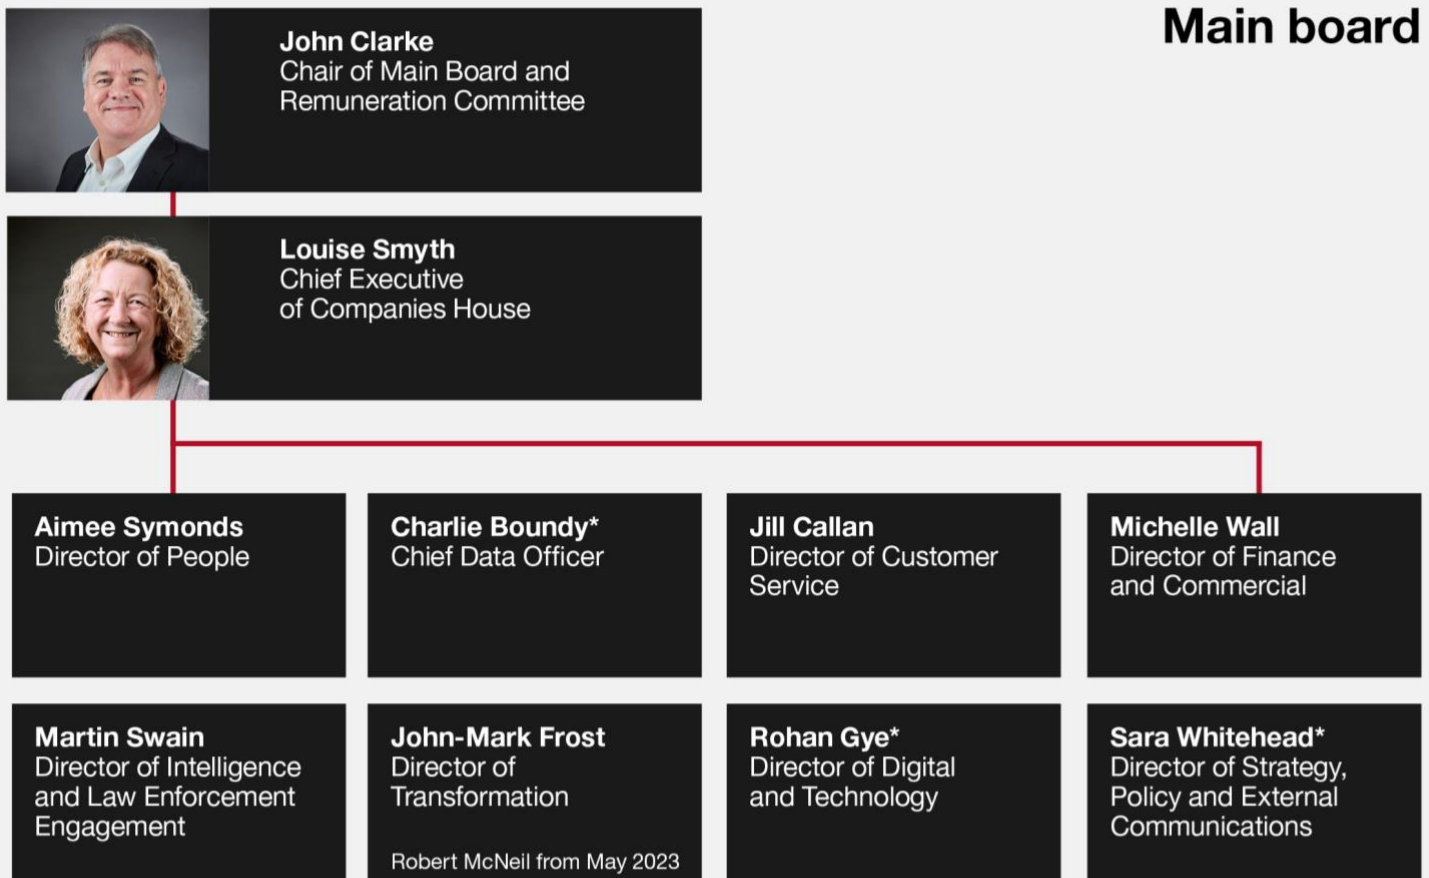 Main board
John Clarke
Chair of Main Board and
Remuneration Committee
Louise Smyth
Chief Executive
of Companies House
Aimee Symonds
Director of People
Charlie Boundy*
Chief Data Officer
Jill Callan
Director of Customer
Service
Michelle Wall
Director of Finance
and Commercial
Martin Swain
Director of Intelligence
and Law Enforcement
Engagement
John-Mark Frost
Director of
Transformation
Robert McNeil from May 2023
Rohan Gye*
Director of Digital
and Technology
Sara Whitehead*
Director of Strategy,
Policy and External
Communications